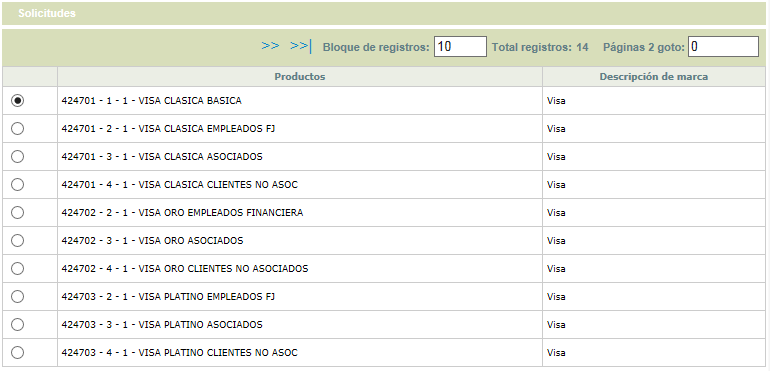 Solicitudes
>> >>| Bloque de registros: 10 Total registros: 14 Páginas 2 goto: 0
Productos Descripción de marca
424701 - 1 - 1 - VISA CLASICA BASICA Visa
424701 - 2 - 1 - VISA CLASICA EMPLEADOS FJ Visa
424701 - 3 - 1 - VISA CLASICA ASOCIADOS Visa
424701 - 4 - 1 - VISA CLASICA CLIENTES NO ASOC Visa
424702 - 2 - 1 - VISA ORO EMPLEADOS FINANCIERA Visa
424702 - 3 - 1 - VISA ORO ASOCIADOS Visa
424702 - 4 - 1 - VISA ORO CLIENTES NO ASOCIADOS Visa
424703 - 2 - 1 - VISA PLATINO EMPLEADOS FJ Visa
424703 - 3 - 1 - VISA PLATINO ASOCIADOS Visa
424703 - 4 - 1 - VISA PLATINO CLIENTES NO ASOC Visa